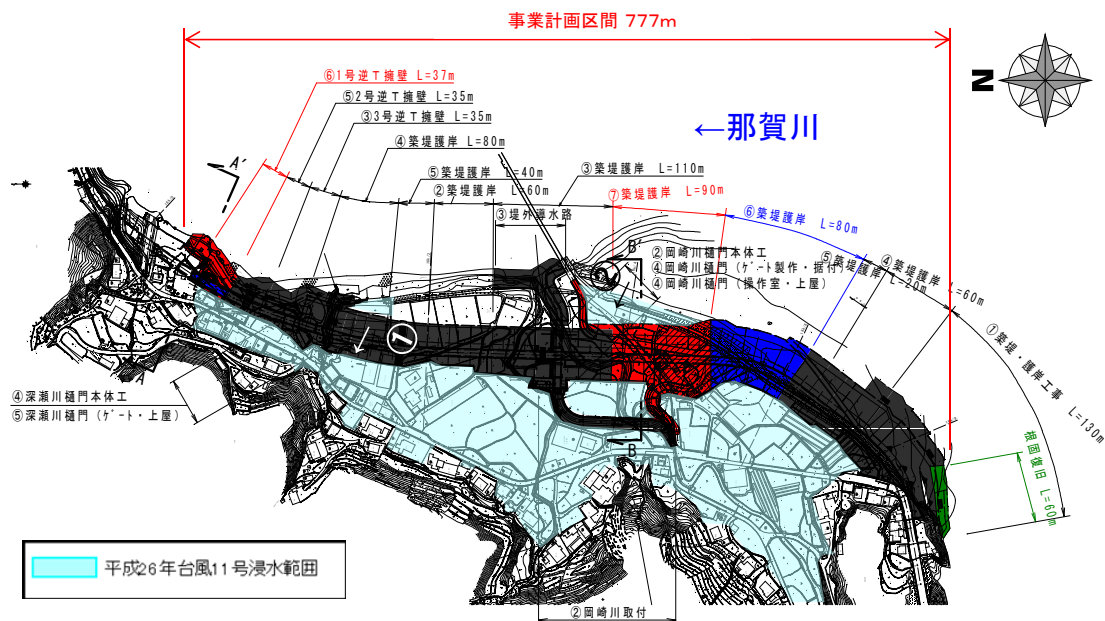 事業計画区間 777m
N
⑥1号逆T擁壁 L=37m
⑤2号逆T擁壁 L=35m
③3号逆T擁壁 L=35m
④築堤護岸 L=80m
⑤築堤護岸 L=40m
②築堤護岸 L=60m
③築堤護岸 L=110m
③堤外導水路
⑦築堤護岸 L=90m
←那賀川
⑥築堤護岸 L=80m
⑤築堤護岸 L=20m
④築堤護岸 L=60m
①築堤・護岸工事 L=130m
根固復旧 L=60m
A'
B'
②岡崎川樋門本体工
④岡崎川樋門(ゲート製作・据付)
④岡崎川樋門(操作室・上屋)
①
②
A
B
④深瀬川樋門本体工
⑤深瀬川樋門(ゲート・上屋)
②岡崎川取付
平成26年台風11号浸水範囲